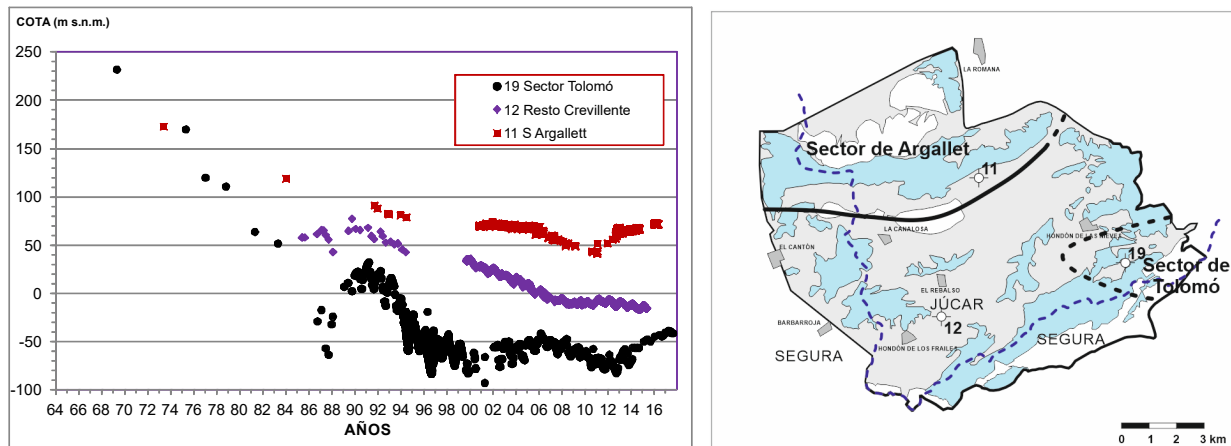 COTA (m s.n.m.)
250
200
150
100
50
0
-50
-100
19 Sector Tolomó
12 Resto Crevillente
11 S Argallett
64 66 68 70 72 74 76 78 80 82 84 86 88 90 92 94 96 98 00 02 04 06 08 10 12 14 16
AÑOS
LA ROMANA
Sector de Argallet
11
LA CANALOSA
EL CANTÓN
HONDÓN DE LAS NIEVES
19
Sector de
Tolomó
EL REBALSO
JÚCAR
12
BARBARROJA
HONDÓN DE LOS FRAILES
SEGURA
SEGURA
0 1 2 3 km